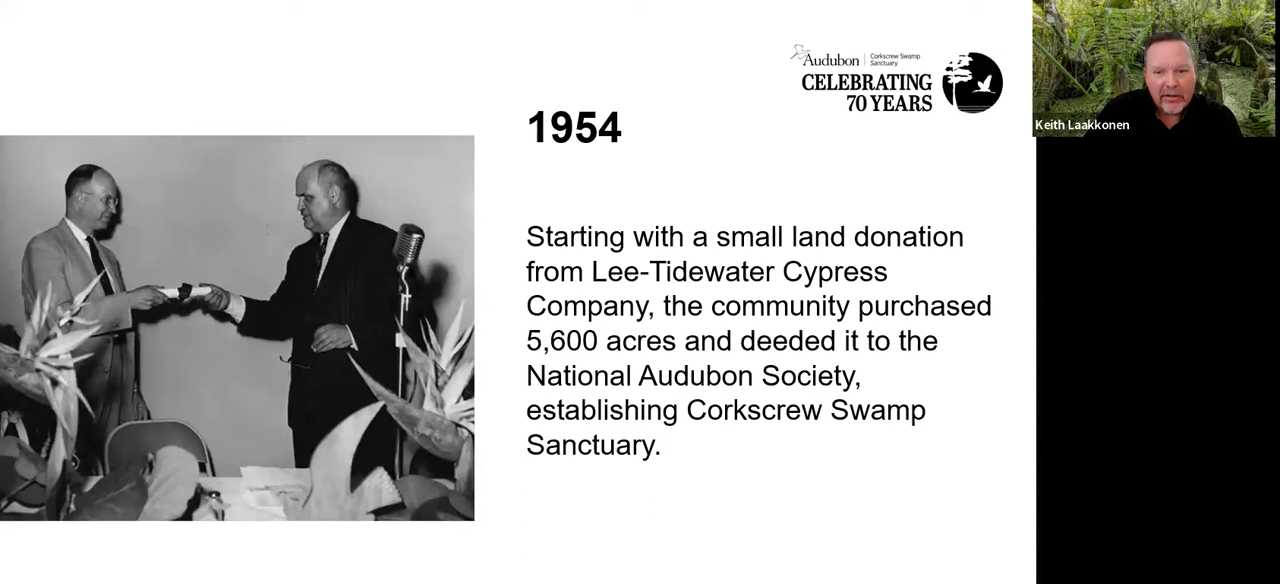 Audubon | Corkscrew Swamp
Sanctuary
CELEBRATING
70 YEARS
Keith Laakkonen
1954
Starting with a small land donation
from Lee-Tidewater Cypress
Company, the community purchased
5,600 acres and deeded it to the
National Audubon Society,
establishing Corkscrew Swamp
Sanctuary.